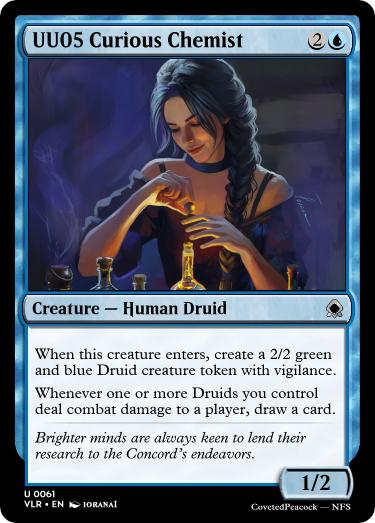 UU05 Curious Chemist 2
Creature — Human Druid
When this creature enters, create a 2/2 green
and blue Druid creature token with vigilance.
Whenever one or more Druids you control
deal combat damage to a player, draw a card.
Brighter minds are always keen to lend their
research to the Concord's endeavors.
1/2
U 0061
VLR • EN IORANAÏ
CovetedPeacock — NFS